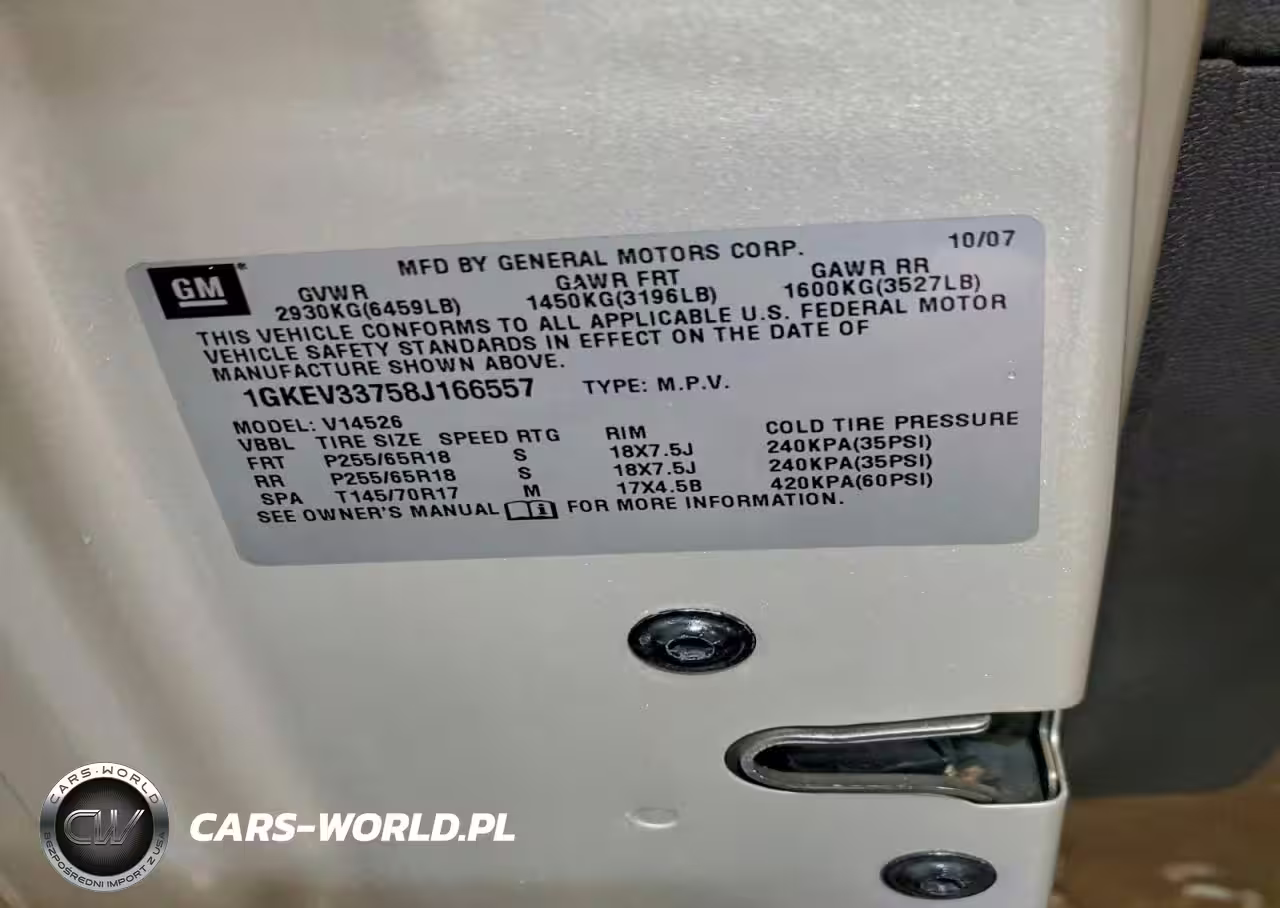 GM
MFD BY GENERAL MOTORS CORP. 10/07
GVWR GAWR FRT GAWR RR
2930KG(6459LB) 1450KG(3196LB) 1600KG(3527LB)
THIS VEHICLE CONFORMS TO ALL APPLICABLE U.S. FEDERAL MOTOR
VEHICLE SAFETY STANDARDS IN EFFECT ON THE DATE OF
MANUFACTURE SHOWN ABOVE.
1GKEV33758J166557 TYPE: M.P.V.
MODEL: V14526
VBBL TIRE SIZE SPEED RTG RIM COLD TIRE PRESSURE
FRT P255/65R18 S 18X7.5J 240KPA(35PSI)
RR P255/65R18 S 18X7.5J 240KPA(35PSI)
SPA T145/70R17 M 17X4.5B 420KPA(60PSI)
SEE OWNER'S MANUAL i FOR MORE INFORMATION.
CARS-WORLD
CW
BEZPOŚREDNI IMPORT Z USA
CARS-WORLD.PL